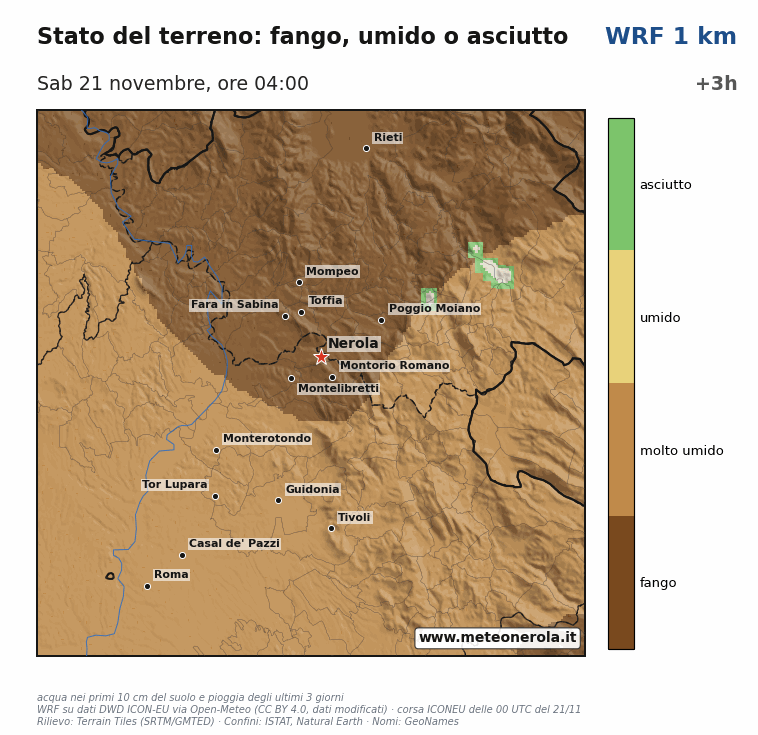 Stato del terreno: fango, umido o asciutto
WRF 1 km
Sab 21 novembre, ore 04:00
+3h
Rieti
Mompeo
Toffia
Fara in Sabina
Poggio Moiano
Nerola
Montorio Romano
Montelibretti
Monterotondo
Tor Lupara
Guidonia
Tivoli
Casal de' Pazzi
Roma
www.meteonerola.it
asciutto
umido
molto umido
fango
acqua nei primi 10 cm del suolo e pioggia degli ultimi 3 giorni
WRF su dati DWD ICON-EU via Open-Meteo (CC BY 4.0, dati modificati) · corsa ICONEU delle 00 UTC del 21/11
Rilievo: Terrain Tiles (SRTM/GMTED) · Confini: ISTAT, Natural Earth · Nomi: GeoNames